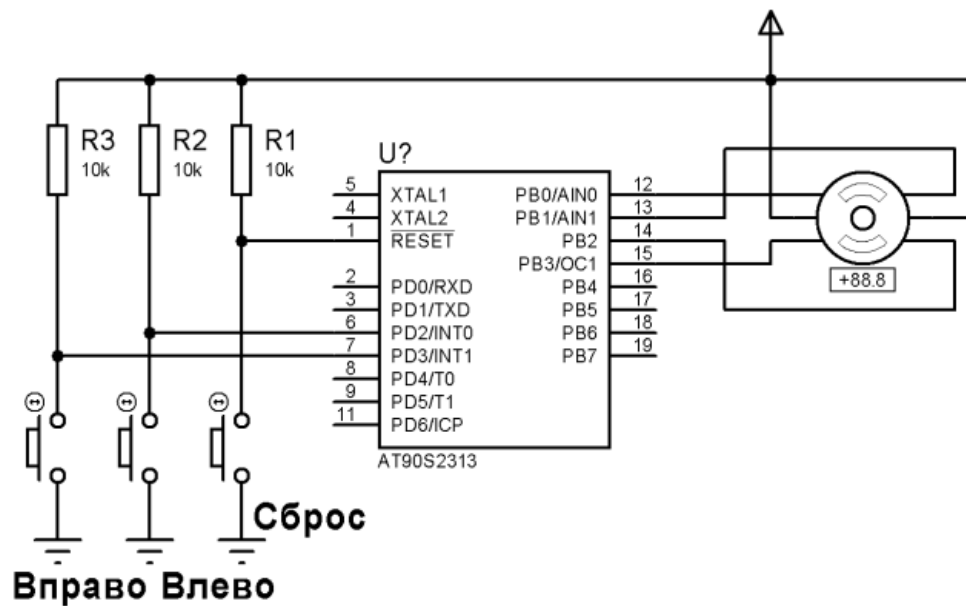 R3
10k
R2
10k
R1
10k
U?
5 XTAL1
4 XTAL2
1 RESET
2 PD0/RXD
3 PD1/TXD
6 PD2/INT0
7 PD3/INT1
8 PD4/T0
9 PD5/T1
11 PD6/ICP
PB0/AIN0 12
PB1/AIN1 13
PB2 14
PB3/OC1 15
PB4 16
PB5 17
PB6 18
PB7 19
AT90S2313
+88.8
Сброс
Вправо Влево